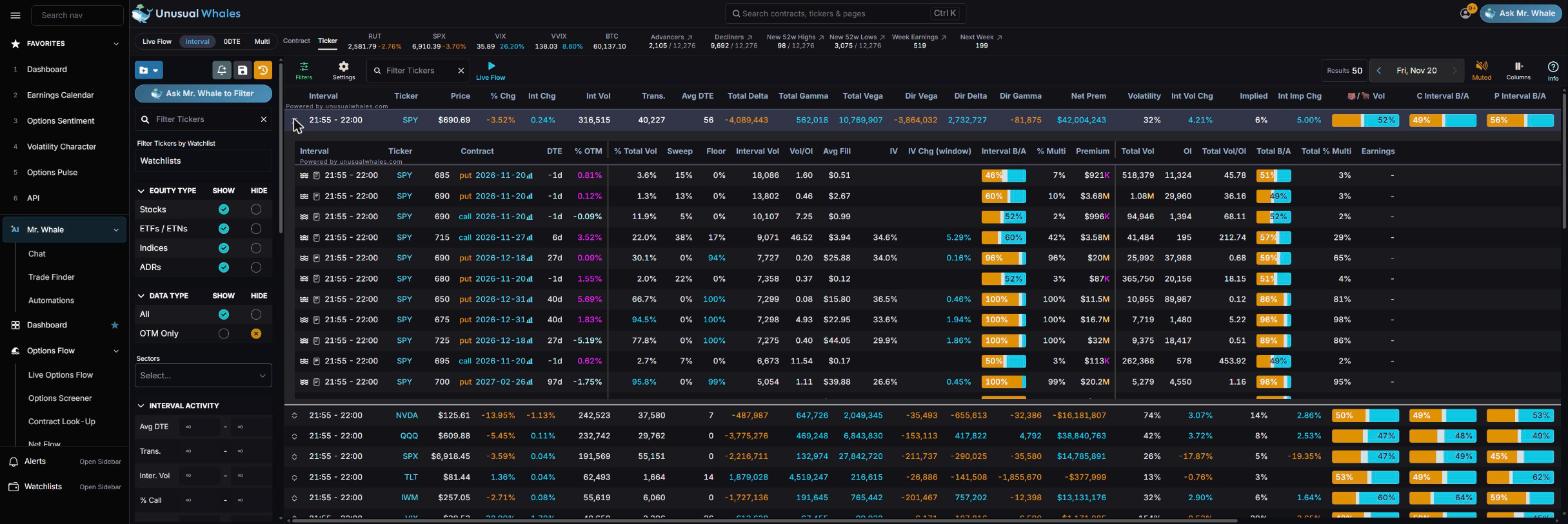 Search nav
Unusual Whales
Search contracts, tickers & pages Ctrl K
9+
Ask Mr. Whale
FAVORITES
1 Dashboard
2 Earnings Calendar
3 Options Sentiment
4 Volatility Character
5 Options Pulse
6 API
Mr. Whale
Chat
Trade Finder
Automations
Dashboard
Options Flow
Live Options Flow
Options Screener
Contract Look-Up
Net Flow
Alerts Open Sidebar
Watchlists Open Sidebar
Live Flow Interval 0DTE Multi Contract Ticker
RUT 2,581.79 -2.76%
SPX 6,910.39 -3.70%
VIX 35.89 26.20%
VVIX 138.03 8.60%
BTC 60,137.10
Advancers 2,105 / 12,276
Decliners 9,692 / 12,276
New 52w Highs 98 / 12,276
New 52w Lows 3,075 / 12,276
Week Earnings 519
Next Week 199
Ask Mr. Whale to Filter
Filter Tickers
Filter Tickers by Watchlist
Watchlists
EQUITY TYPE SHOW HIDE
Stocks
ETFs / ETNs
Indices
ADRs
DATA TYPE SHOW HIDE
All
OTM Only
Sectors
Select...
INTERVAL ACTIVITY
Avg DTE ∞ - ∞
Trans. ∞ - ∞
Inter. Vol ∞ - ∞
% Call ∞ - ∞
Filters Settings Filter Tickers Live Flow
Results 50 Fri, Nov 20 Muted Columns Info
Interval Ticker Price % Chg Int Chg Int Vol Trans. Avg DTE Total Delta Total Gamma Total Vega Dir Vega Dir Delta Dir Gamma Net Prem Volatility Int Vol Chg Implied Int Imp Chg / Vol C Interval B/A P Interval B/A
Powered by unusualwhales.com
21:55 - 22:00 SPY $690.69 -3.52% 0.24% 316,515 40,227 56 -4,089,443 562,018 10,769,907 -3,864,032 2,732,727 -81,875 $42,004,243 32% 4.21% 6% 5.00% 52% 49% 56%
Interval Ticker Contract DTE % OTM % Total Vol Sweep Floor Interval Vol Vol/OI Avg Fill IV IV Chg (window) Interval B/A % Multi Premium Total Vol OI Total Vol/OI Total B/A Total % Multi Earnings
Powered by unusualwhales.com
21:55 - 22:00 SPY 685 put 2026-11-20 -1d 0.81% 3.6% 15% 0% 18,086 1.60 $0.51 46% 7% $921K 518,379 11,324 45.78 51% 3% -
21:55 - 22:00 SPY 690 put 2026-11-20 -1d 0.12% 1.3% 13% 0% 13,802 0.46 $2.67 60% 10% $3.68M 1.08M 29,960 36.16 49% 3% -
21:55 - 22:00 SPY 690 call 2026-11-20 -1d -0.09% 11.9% 5% 0% 10,107 7.25 $0.99 52% 2% $996K 94,946 1,394 68.11 52% 2% -
21:55 - 22:00 SPY 715 call 2026-11-27 6d 3.52% 22.0% 38% 17% 9,071 46.52 $3.94 34.6% 5.29% 60% 42% $3.58M 41,484 195 212.74 57% 29% -
21:55 - 22:00 SPY 690 put 2026-12-18 27d 0.09% 30.1% 0% 94% 7,727 0.20 $25.88 34.0% 0.16% 96% 96% $20M 25,992 37,988 0.68 59% 65% -
21:55 - 22:00 SPY 680 put 2026-11-20 -1d 1.55% 2.0% 22% 0% 7,358 0.37 $0.12 52% 3% $87K 365,750 20,156 18.15 51% 4% -
21:55 - 22:00 SPY 650 put 2026-12-31 40d 5.69% 66.7% 0% 100% 7,299 0.08 $15.80 36.5% 0.46% 100% 100% $11.5M 10,955 89,987 0.12 86% 81% -
21:55 - 22:00 SPY 675 put 2026-12-31 40d 1.83% 94.5% 0% 100% 7,298 4.93 $22.95 33.6% 1.94% 100% 100% $16.7M 7,719 1,480 5.22 96% 98% -
21:55 - 22:00 SPY 725 put 2026-12-18 27d -5.19% 77.8% 0% 100% 7,275 0.40 $44.05 29.9% 1.86% 100% 100% $32M 9,375 18,417 0.51 89% 86% -
21:55 - 22:00 SPY 695 call 2026-11-20 -1d 0.62% 2.7% 7% 0% 6,673 11.54 $0.17 50% 3% $113K 262,368 578 453.92 49% 2% -
21:55 - 22:00 SPY 700 put 2027-02-26 97d -1.75% 95.8% 0% 99% 5,054 1.11 $39.88 26.6% 0.45% 100% 99% $20.2M 5,279 4,550 1.16 98% 95% -
21:55 - 22:00 NVDA $125.61 -13.95% -1.13% 242,523 37,580 7 -487,987 647,726 2,049,345 -35,493 -655,613 -32,386 -$16,181,807 74% 3.07% 14% 2.86% 50% 49% 53%
21:55 - 22:00 QQQ $609.88 -5.45% 0.11% 232,742 29,762 0 -3,775,276 469,248 6,843,830 -153,113 417,822 4,792 $38,840,763 42% 3.72% 8% 2.53% 47% 48% 49%
21:55 - 22:00 SPX $6,918.45 -3.59% 0.04% 191,569 55,151 0 -2,216,711 132,974 27,842,720 -211,737 -290,025 -35,580 $14,785,891 26% -17.87% 5% -19.35% 47% 49% 45%
21:55 - 22:00 TLT $81.44 1.36% 0.04% 62,493 1,664 14 1,879,028 4,519,247 216,615 -26,886 -141,508 -1,855,670 -$377,999 13% -0.76% 3% 53% 49% 62%
21:55 - 22:00 IWM $257.05 -2.71% 0.08% 55,619 6,060 0 -1,727,136 191,645 765,442 -201,467 757,202 -12,398 $13,131,176 32% 2.90% 6% 1.64% 60% 64% 59%